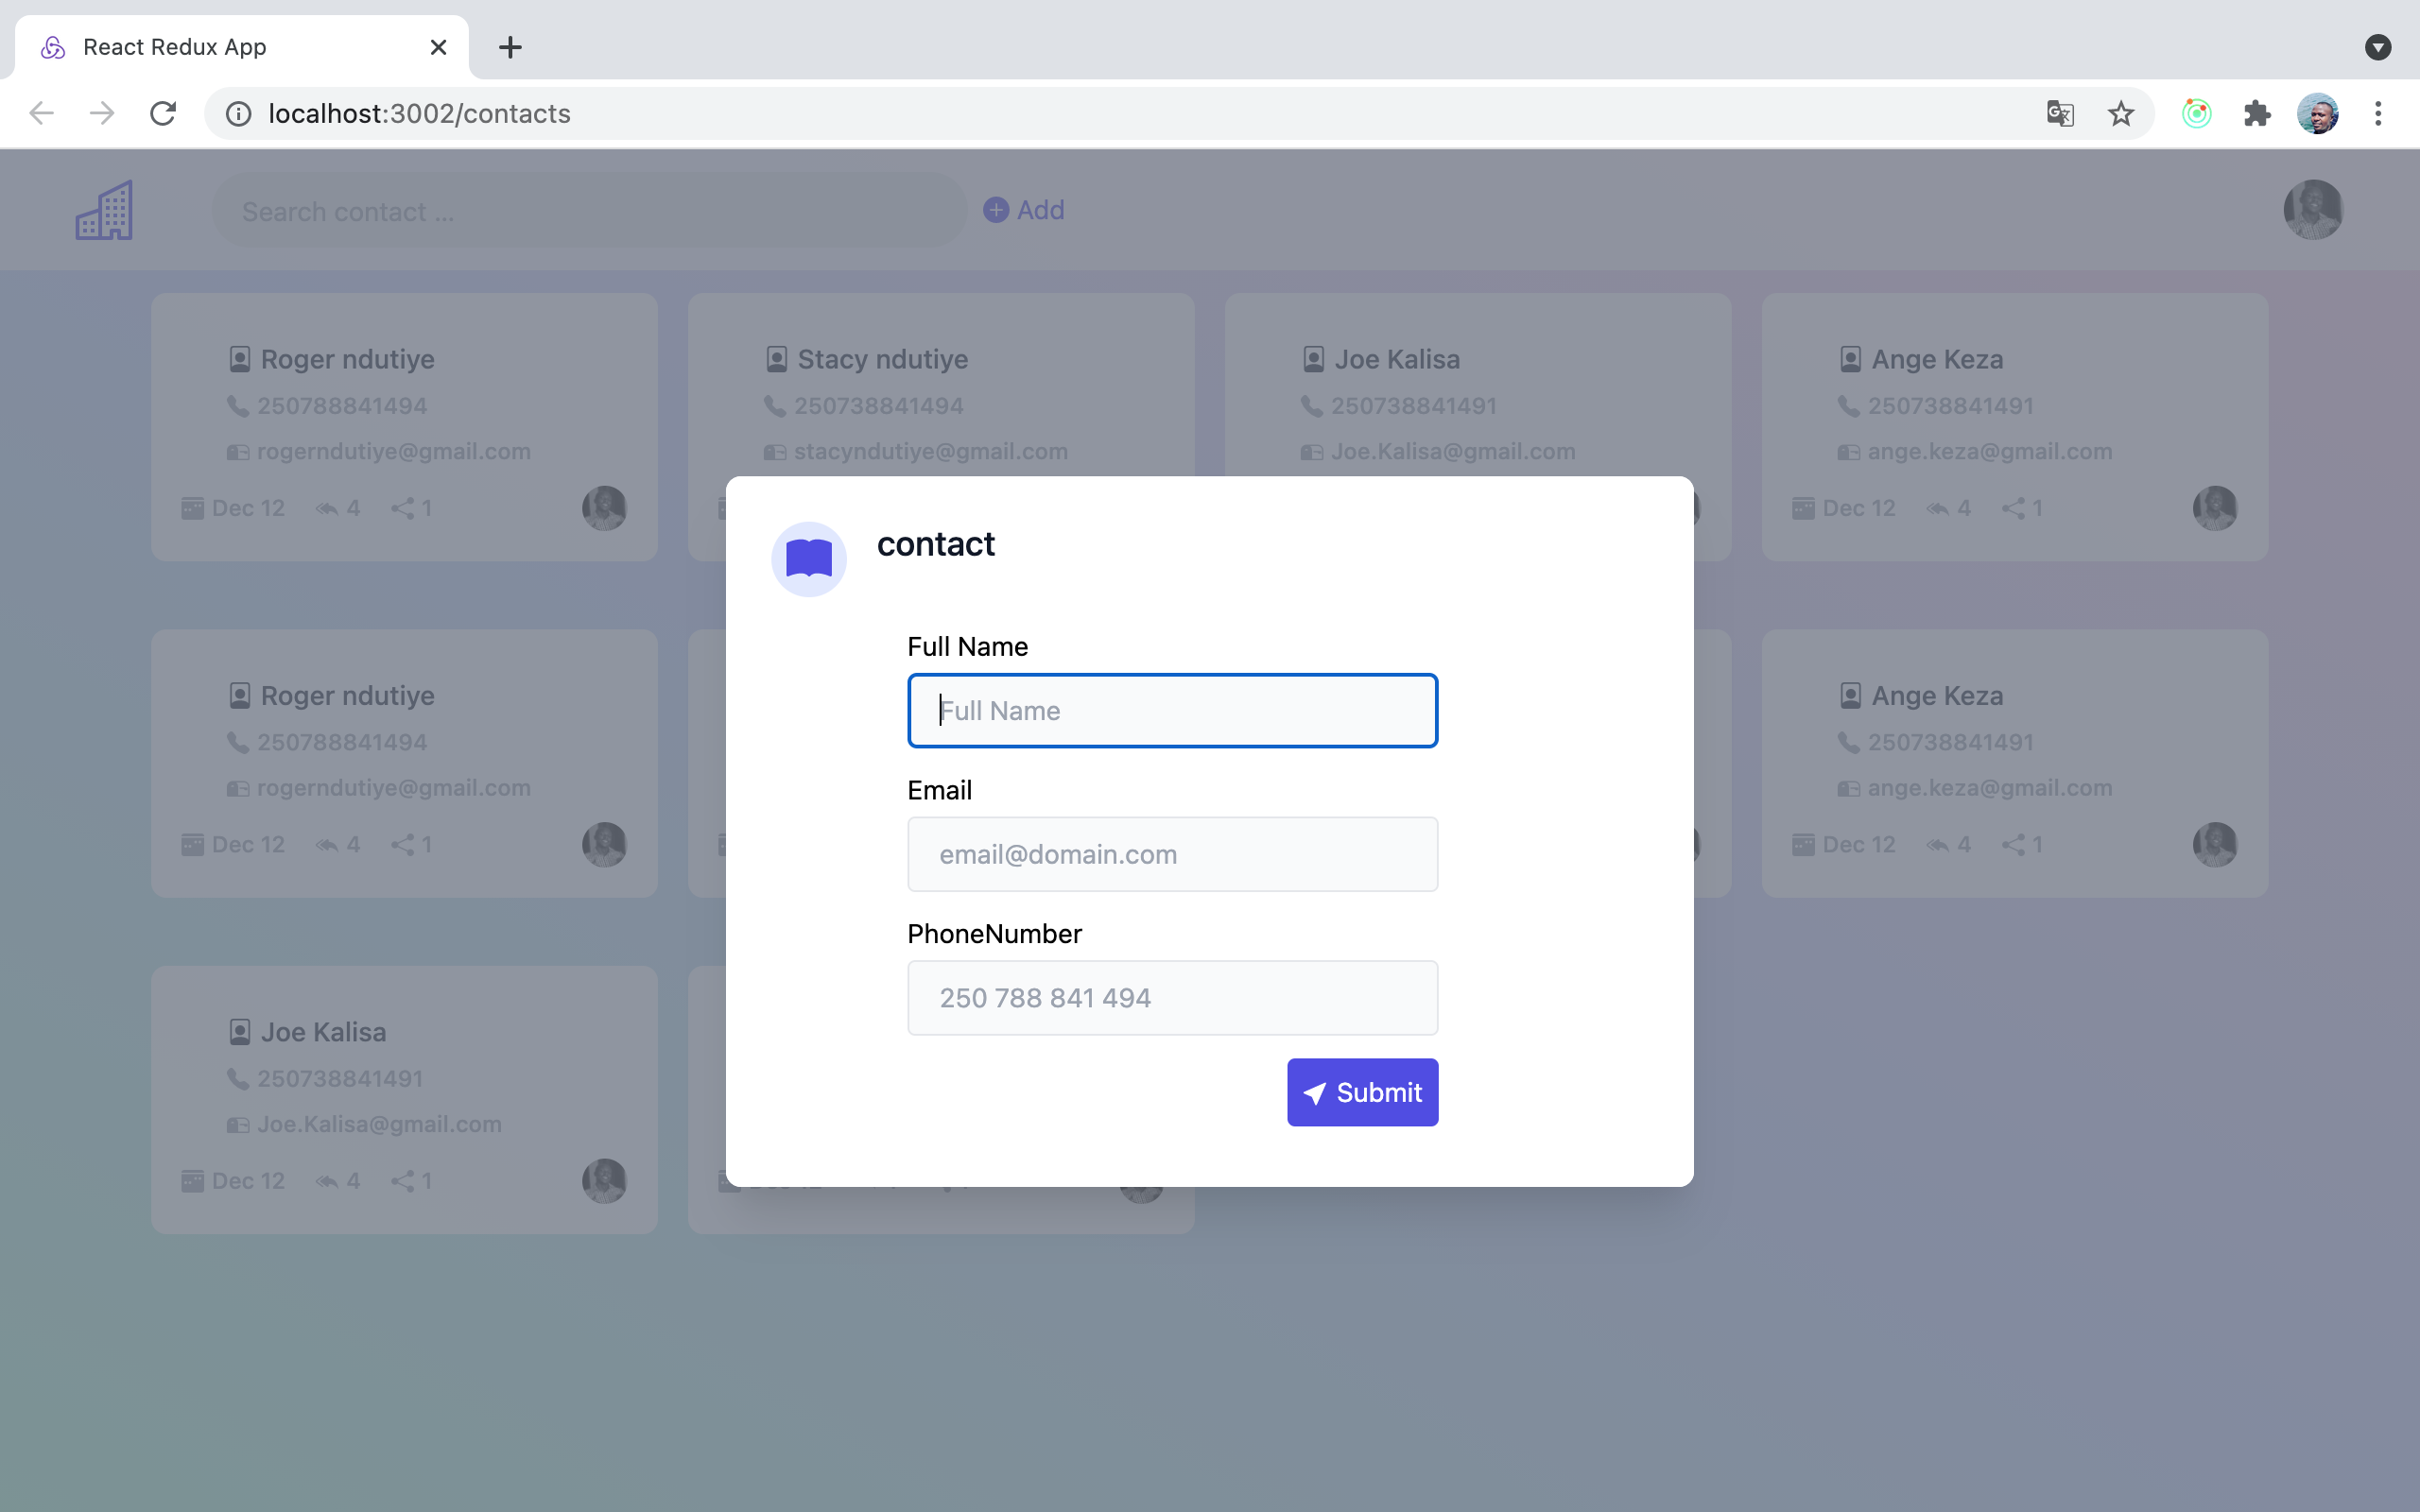 React Redux App
localhost:3002/contacts
Search contact ...
Add
Roger ndutiye
250788841494
rogerndutiye@gmail.com
Dec 12 4 1
Stacy ndutiye
250738841494
stacyndutiye@gmail.com
Joe Kalisa
250738841491
Joe.Kalisa@gmail.com
Ange Keza
250738841491
ange.keza@gmail.com
Dec 12 4 1
contact
Full Name
Full Name
Email
email@domain.com
PhoneNumber
250 788 841 494
Submit
Roger ndutiye
250788841494
rogerndutiye@gmail.com
Dec 12 4 1
Ange Keza
250738841491
ange.keza@gmail.com
Dec 12 4 1
Joe Kalisa
250738841491
Joe.Kalisa@gmail.com
Dec 12 4 1